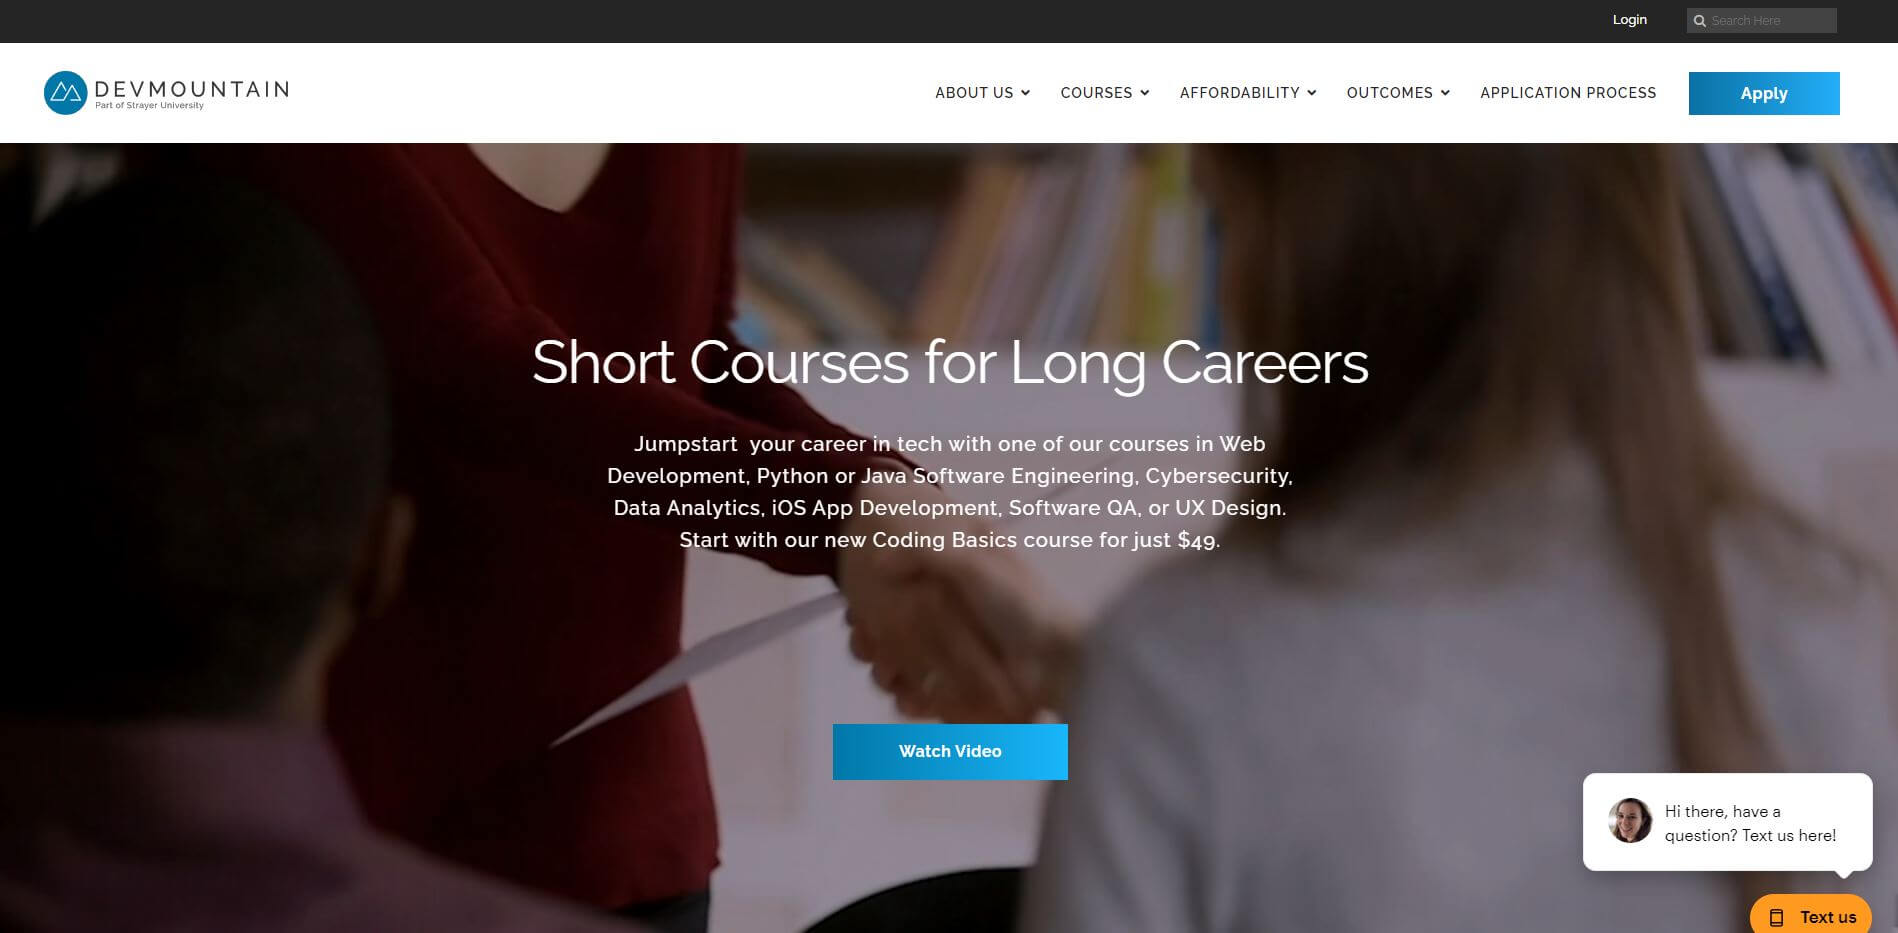 Login
Search Here
DEVMOUNTAIN
Part of Strayer University
ABOUT US
COURSES
AFFORDABILITY
OUTCOMES
APPLICATION PROCESS
Apply
Short Courses for Long Careers
Jumpstart  your career in tech with one of our courses in Web
Development, Python or Java Software Engineering, Cybersecurity,
Data Analytics, iOS App Development, Software QA, or UX Design.
Start with our new Coding Basics course for just $49.
Watch Video
Hi there, have a
question? Text us here!
Text us